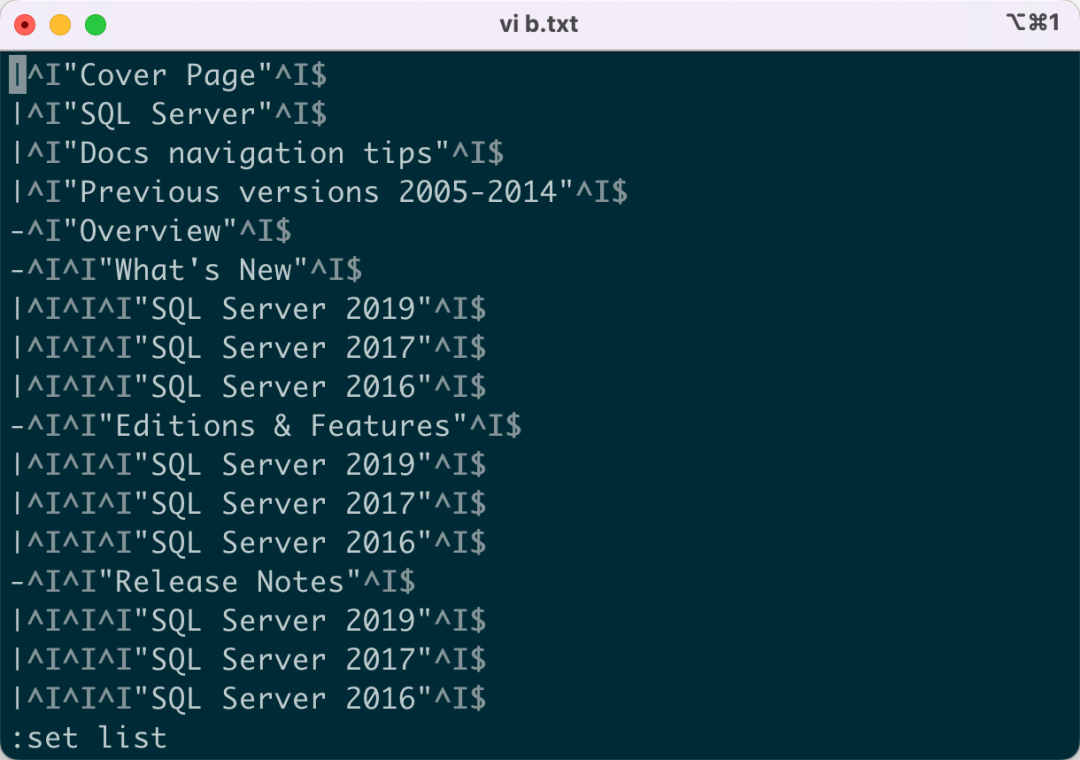 vi b.txt
⌥⌘1
|^I"Cover Page"^I$
|^I"SQL Server"^I$
|^I"Docs navigation tips"^I$
|^I"Previous versions 2005-2014"^I$
-^I"Overview"^I$
-^I^I"What's New"^I$
|^I^I^I"SQL Server 2019"^I$
|^I^I^I"SQL Server 2017"^I$
|^I^I^I"SQL Server 2016"^I$
-^I^I"Editions & Features"^I$
|^I^I^I"SQL Server 2019"^I$
|^I^I^I"SQL Server 2017"^I$
|^I^I^I"SQL Server 2016"^I$
-^I^I"Release Notes"^I$
|^I^I^I"SQL Server 2019"^I$
|^I^I^I"SQL Server 2017"^I$
|^I^I^I"SQL Server 2016"^I$
:set list